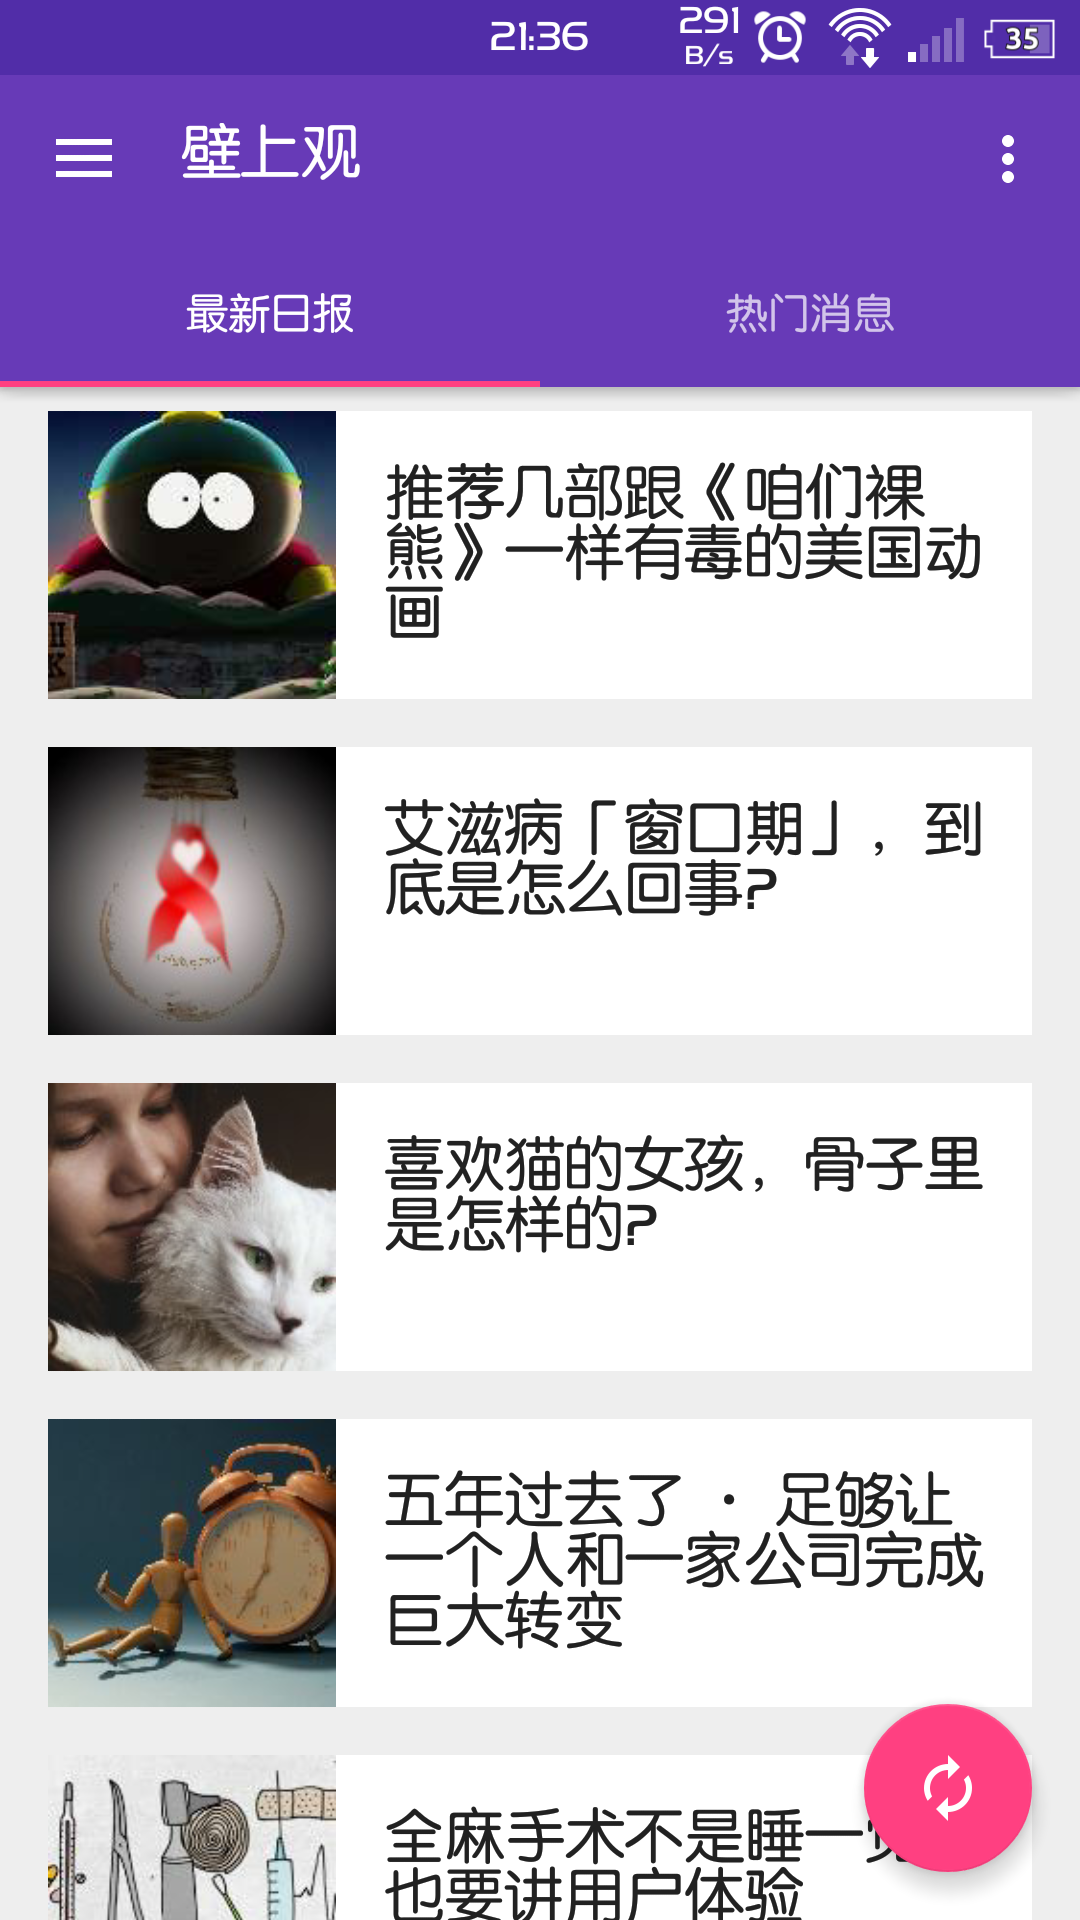 21:36
291
B/s
35
壁上观
最新日报
热门消息
推荐几部跟《咱们裸
熊》一样有毒的美国动
画
艾滋病「窗口期」，到
底是怎么回事？
喜欢猫的女孩，骨子里
是怎样的？
五年过去了 · 足够让
一个人和一家公司完成
巨大转变
全麻手术不是睡一
也要讲用户体验